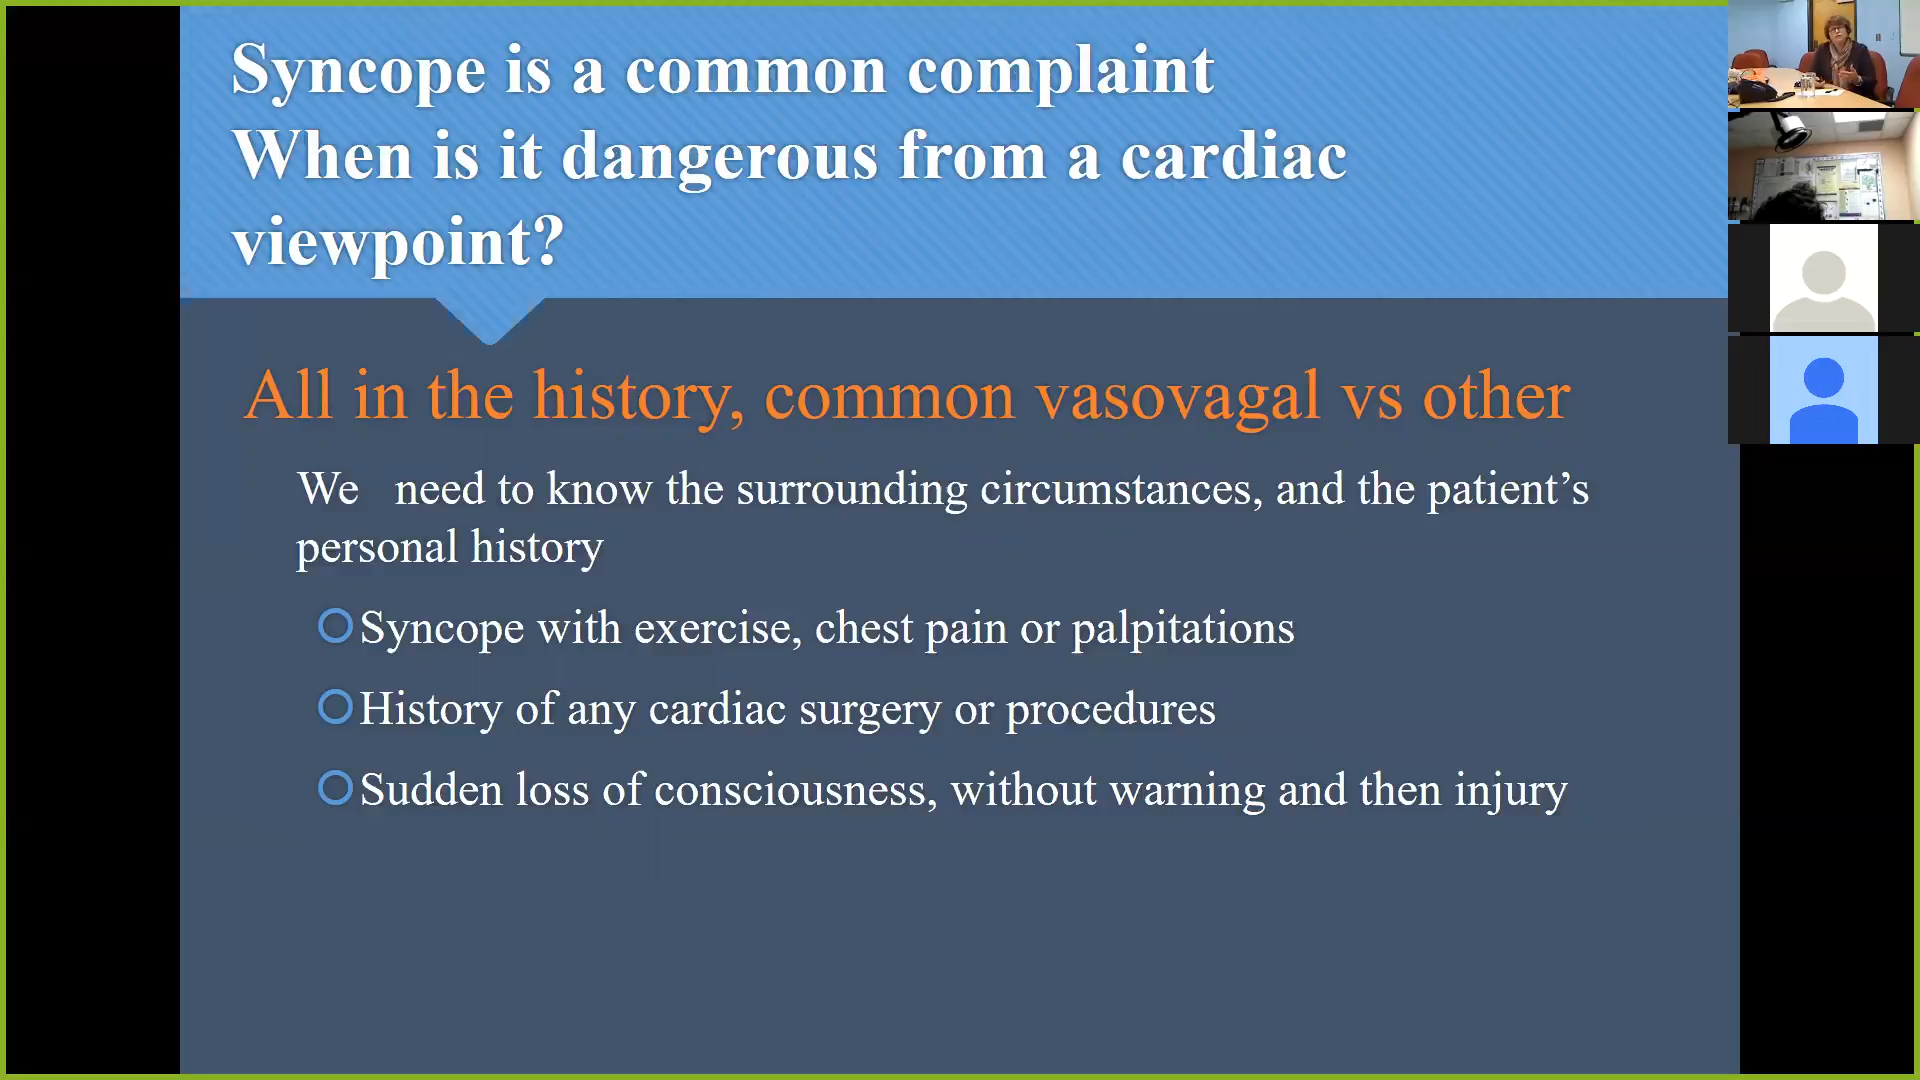 Syncope is a common complaint
When is it dangerous from a cardiac
viewpoint?
All in the history, common vasovagal vs other
We need to know the surrounding circumstances, and the patient’s
personal history
Syncope with exercise, chest pain or palpitations
History of any cardiac surgery or procedures
Sudden loss of consciousness, without warning and then injury